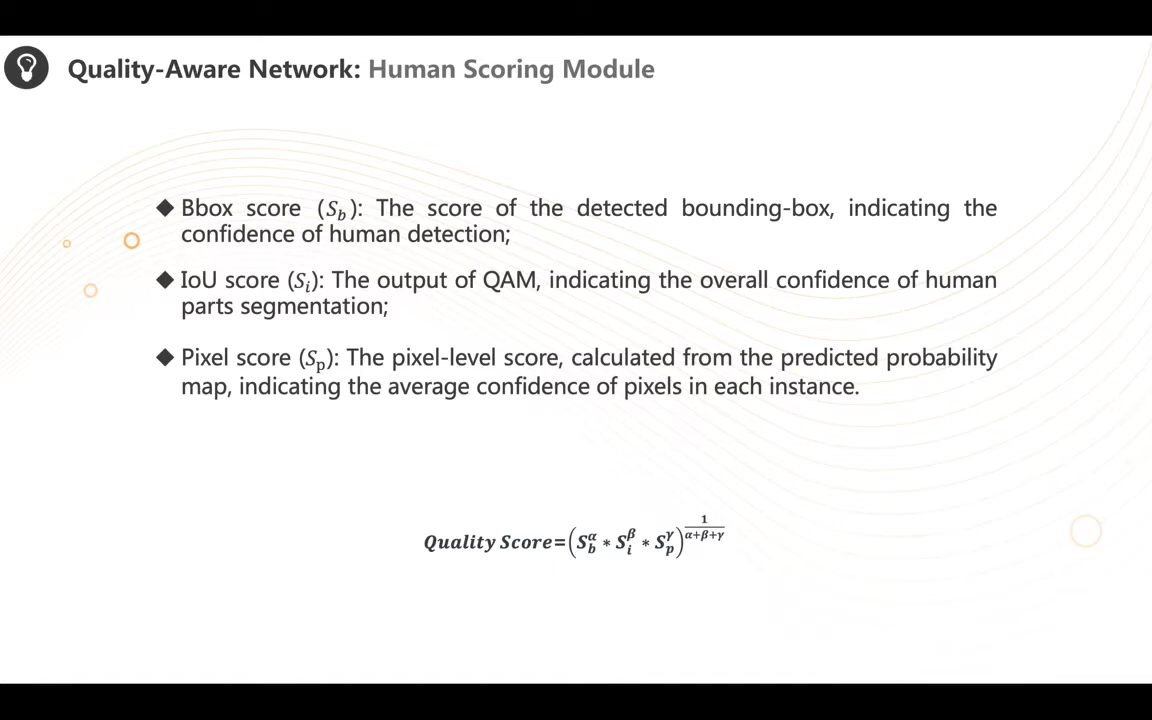 Quality-Aware Network: Human Scoring Module
◆ Bbox score (S_b): The score of the detected bounding-box, indicating the
confidence of human detection;
◆ IoU score (S_i): The output of QAM, indicating the overall confidence of human
parts segmentation;
◆ Pixel score (S_p): The pixel-level score, calculated from the predicted probability
map, indicating the average confidence of pixels in each instance.
Quality Score=(S_b^α * S_i^β * S_p^γ)^(1/(α+β+γ))